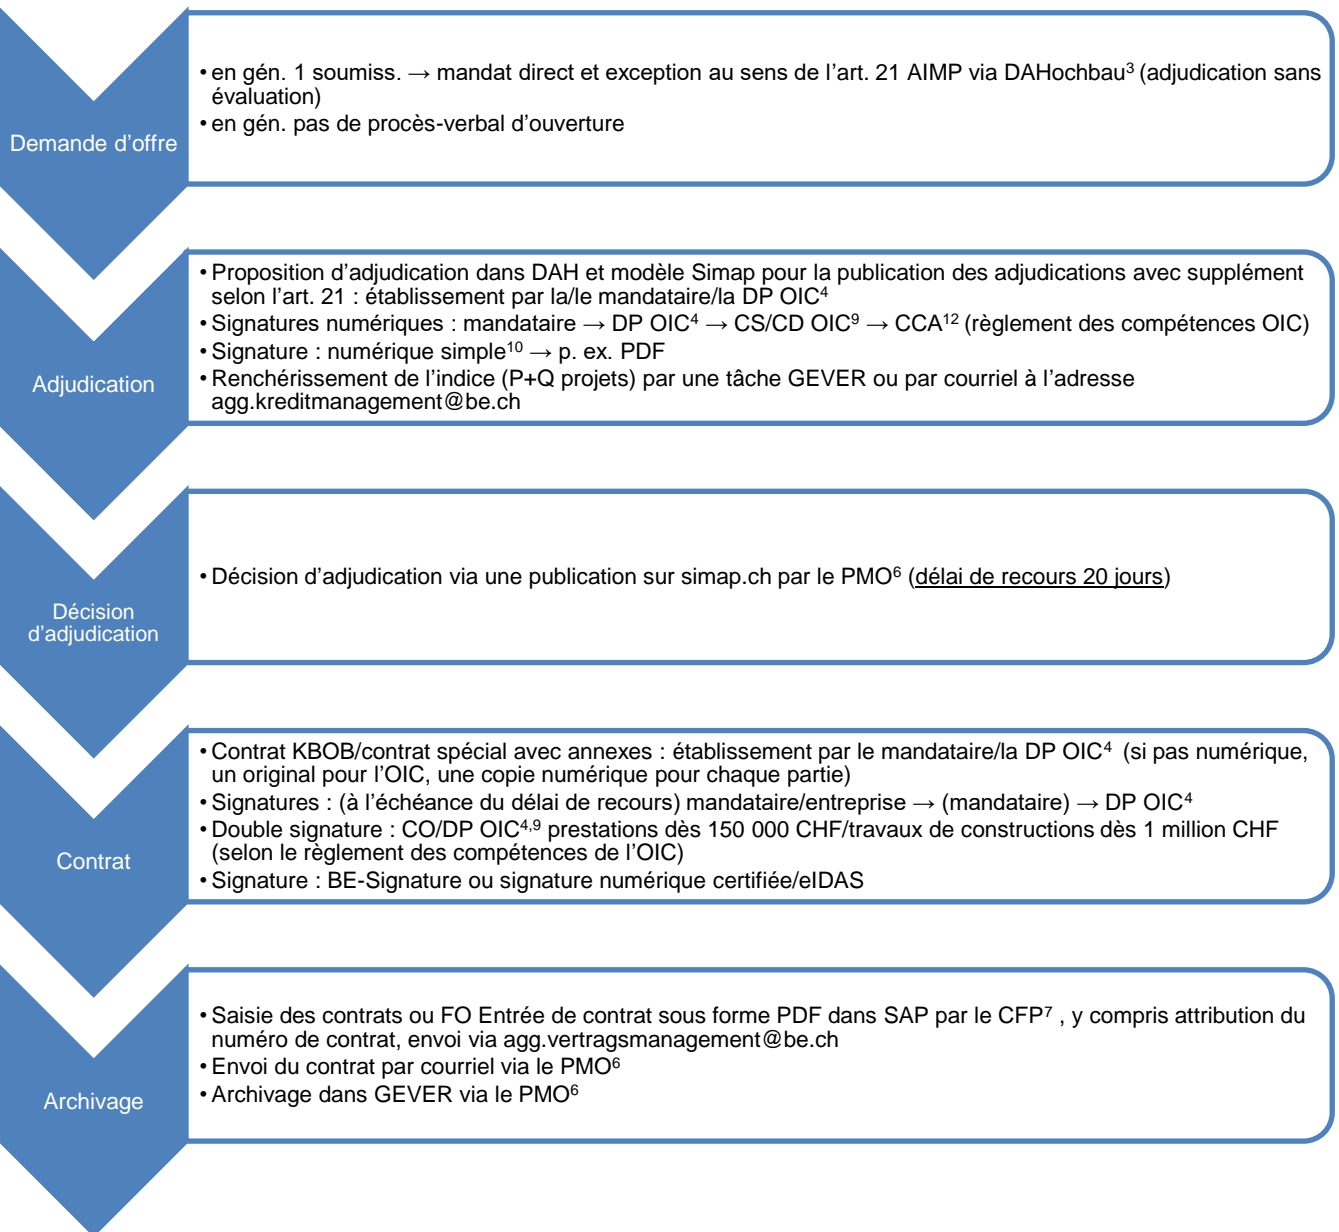 Demande d’offre
• en gén. 1 soumiss. → mandat direct et exception au sens de l’art. 21 AIMP via DAHochbau³ (adjudication sans
évaluation)
• en gén. pas de procès-verbal d’ouverture
Adjudication
• Proposition d’adjudication dans DAH et modèle Simap pour la publication des adjudications avec supplément
selon l’art. 21 : établissement par la/le mandataire/la DP OIC⁴
• Signatures numériques : mandataire → DP OIC⁴ → CS/CD OIC⁹ → CCA¹² (règlement des compétences OIC)
• Signature : numérique simple¹⁰ → p. ex. PDF
• Renchérissement de l’indice (P+Q projets) par une tâche GEVER ou par courriel à l’adresse
agg.kreditmanagement@be.ch
Décision
d’adjudication
• Décision d’adjudication via une publication sur simap.ch par le PMO⁶ (délai de recours 20 jours)
Contrat
• Contrat KBOB/contrat spécial avec annexes : établissement par le mandataire/la DP OIC⁴ (si pas numérique,
un original pour l’OIC, une copie numérique pour chaque partie)
• Signatures : (à l’échéance du délai de recours) mandataire/entreprise → (mandataire) → DP OIC⁴
• Double signature : CO/DP OIC⁴,⁹ prestations dès 150 000 CHF/travaux de constructions dès 1 million CHF
(selon le règlement des compétences de l’OIC)
• Signature : BE-Signature ou signature numérique certifiée/eIDAS
Archivage
• Saisie des contrats ou FO Entrée de contrat sous forme PDF dans SAP par le CFP⁷ , y compris attribution du
numéro de contrat, envoi via agg.vertragsmanagement@be.ch
• Envoi du contrat par courriel via le PMO⁶
• Archivage dans GEVER via le PMO⁶